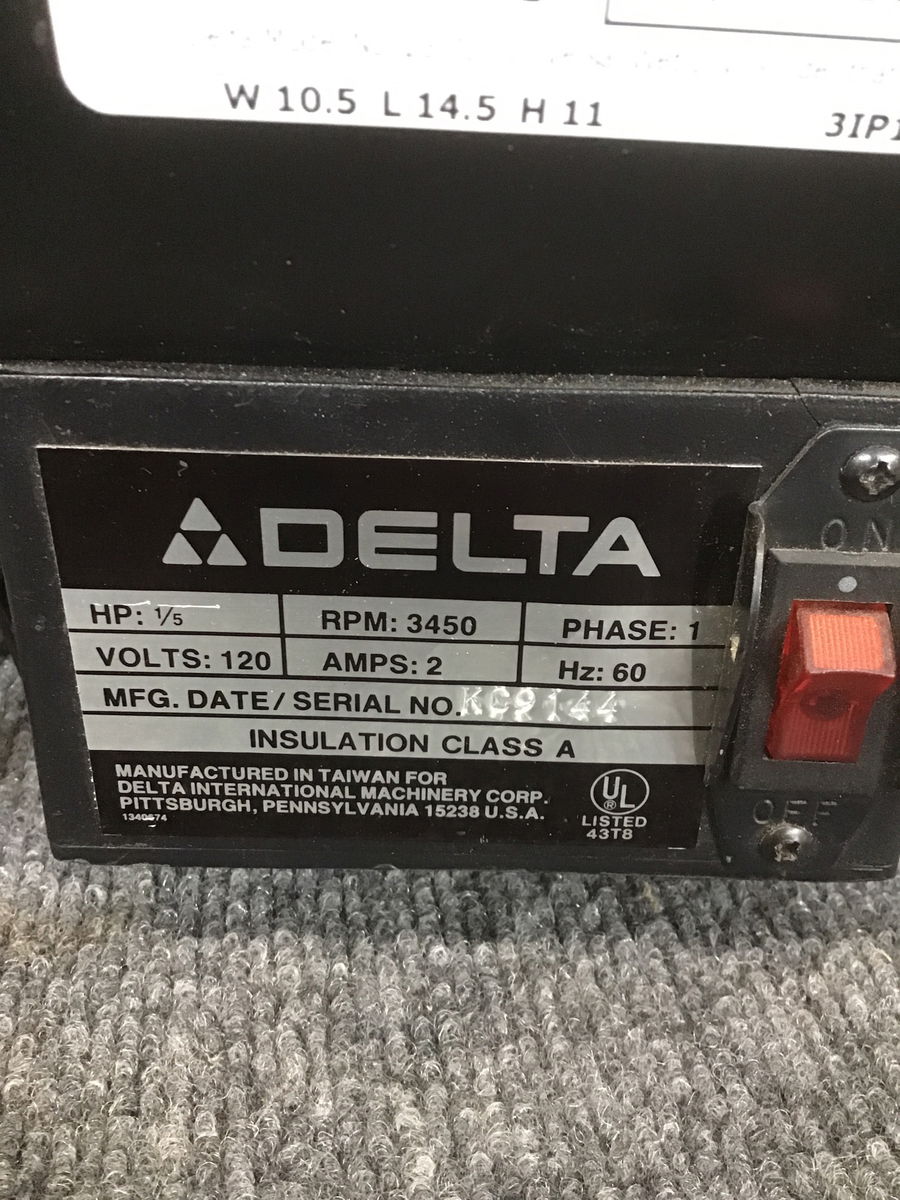 W 10.5 L 14.5 H 11
3IP1
DELTA
HP: 1/5 RPM: 3450 PHASE: 1
VOLTS: 120 AMPS: 2 Hz: 60
MFG. DATE/ SERIAL NO.
INSULATION CLASS A
MANUFACTURED IN TAIWAN FOR
DELTA INTERNATIONAL MACHINERY CORP.
PITTSBURGH, PENNSYLVANIA 15238 U.S.A.
UL
®
LISTED
43T8
ON
OFF